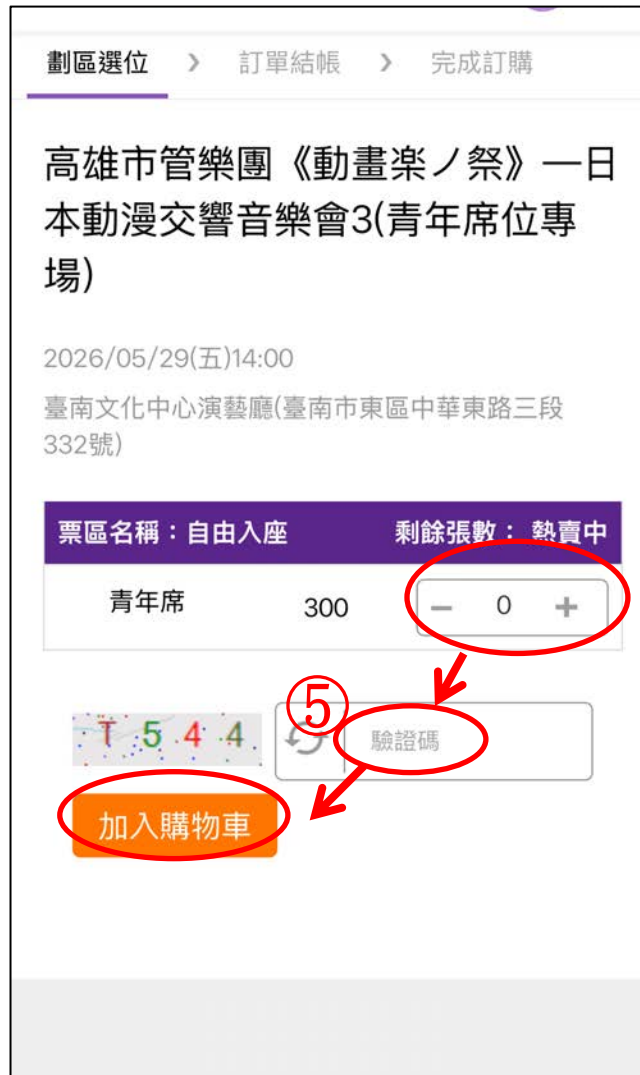 劃區選位 > 訂單結帳 > 完成訂購
高雄市管樂團《動畫楽ノ祭》—日
本動漫交響音樂會3(青年席位專
場)
2026/05/29(五)14:00
臺南文化中心演藝廳(臺南市東區中華東路三段
332號)
票區名稱：自由入座 剩餘張數： 熱賣中
青年席 300 − 0 +
⑤
T 5 4 4 驗證碼
加入購物車